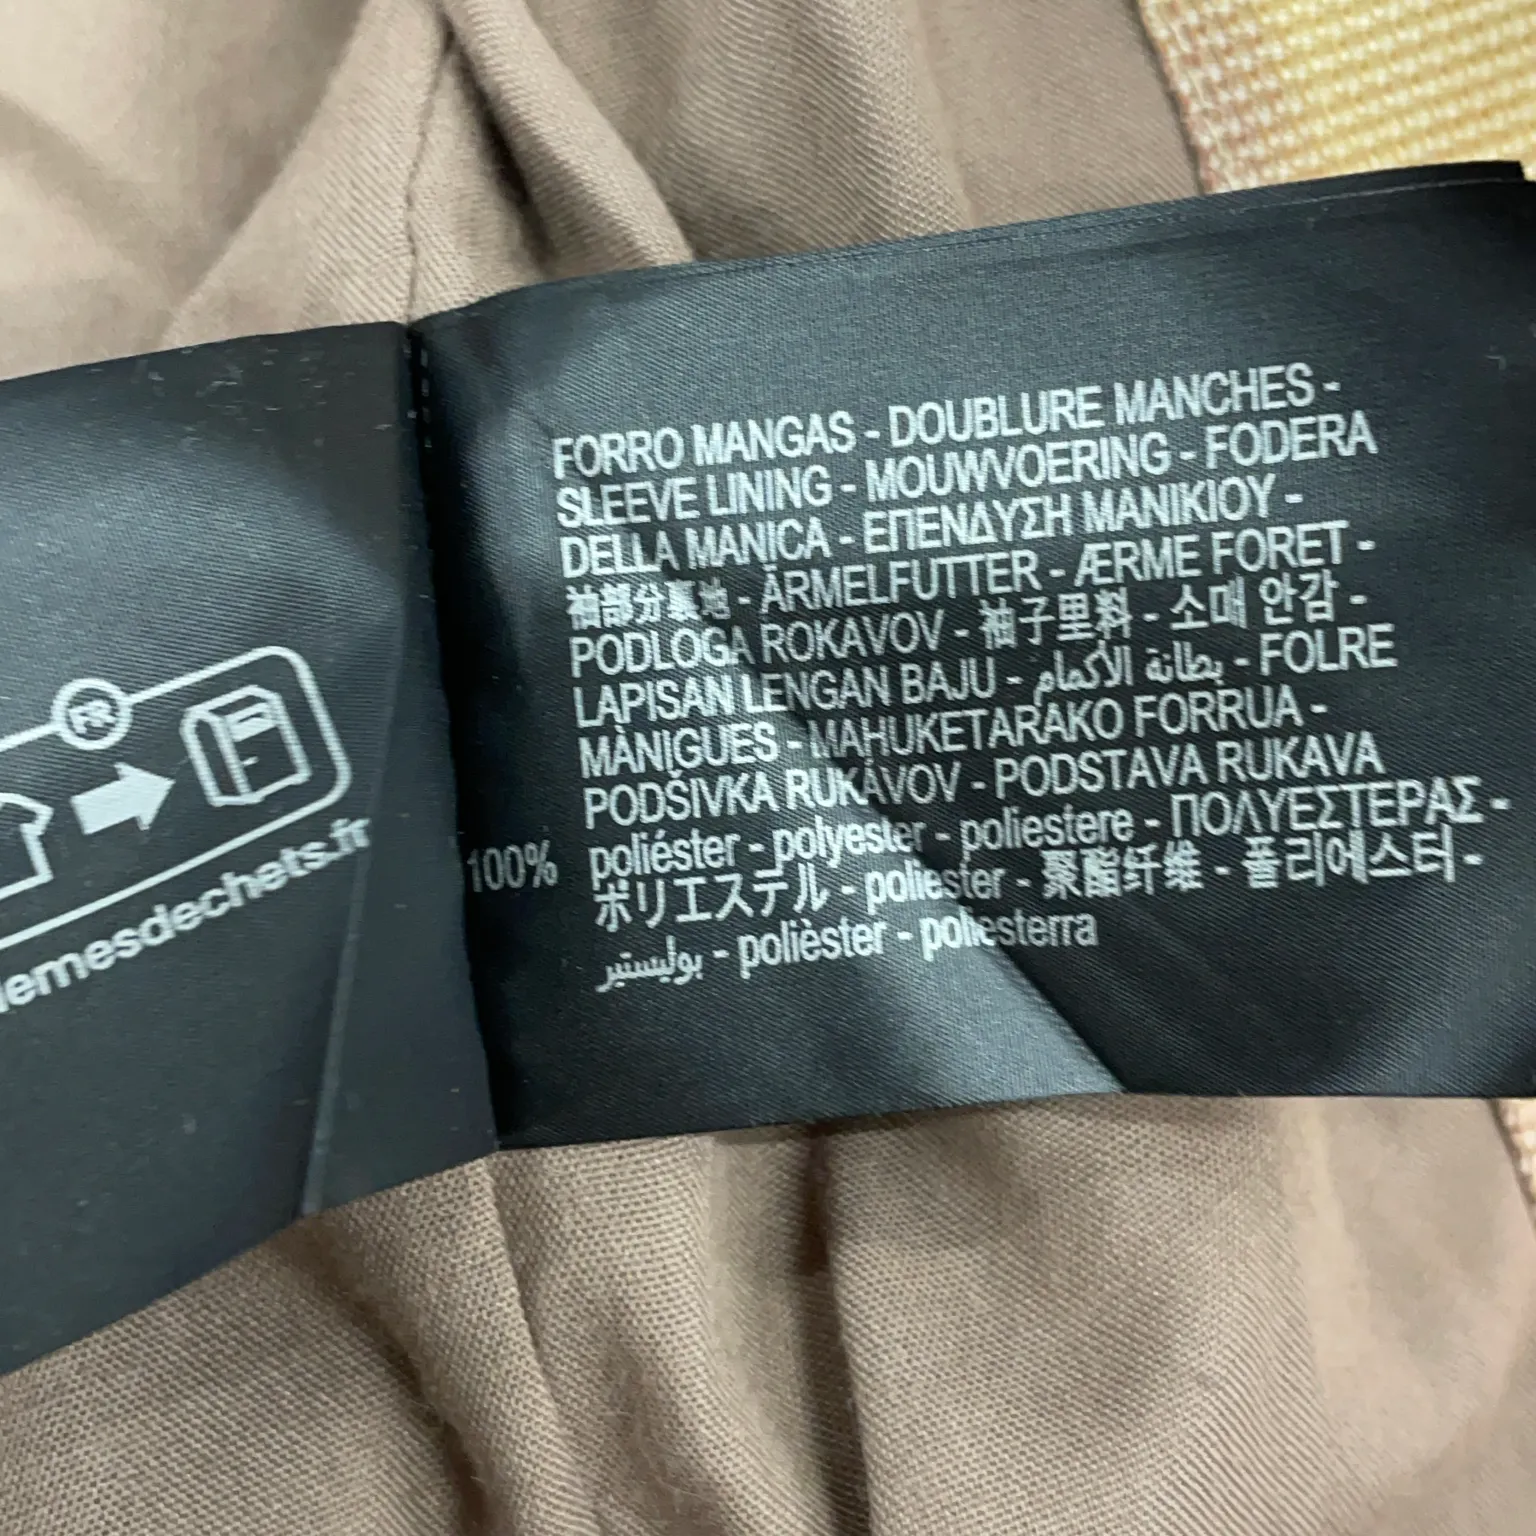 FR
lemesdechets.fr
FORRO MANGAS - DOUBLURE MANCHES -
SLEEVE LINING - MOUWVOERING - FODERA
DELLA MANICA - ΕΠΕΝΔΥΣΗ ΜΑΝΙΚΙΟΥ -
袖部分裏地 - ÄRMELFUTTER - ÆRME FORET -
PODLOGA ROKAVOV - 袖子里料 - 소매 안감 -
LAPISAN LENGAN BAJU - بطانة الأكمام - FOLRE
MÀNIGUES - MAHUKETARAKO FORRUA -
PODŠIVKA RUKÁVOV - PODSTAVA RUKAVA
100% poliéster - polyester - poliestere - ΠΟΛΥΕΣΤΕΡΑΣ -
ポリエステル - poliester - 聚酯纤维 - 폴리에스터 -
بوليستير - polièster - poliesterra